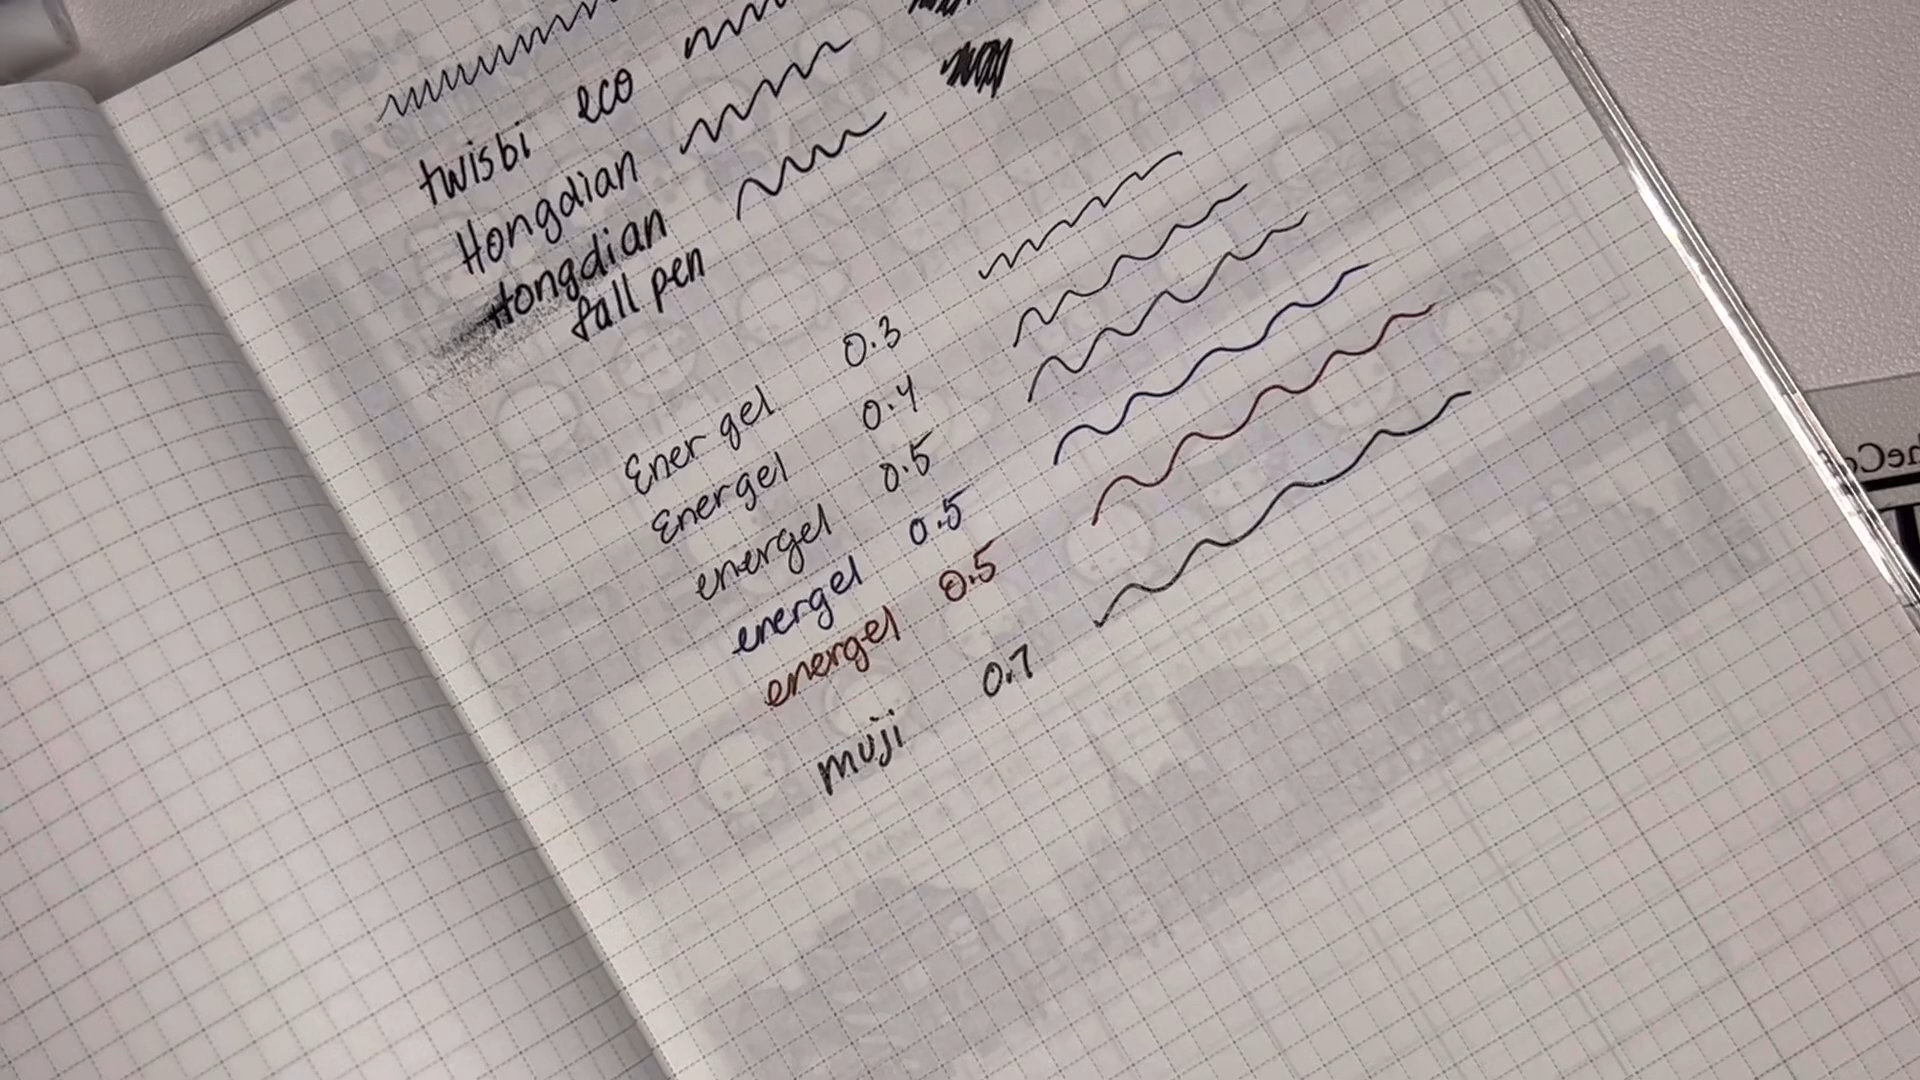 twisbi eco
Hongdian
Hongdian
fall pen
Ener gel 0.3
Energel 0.4
energel 0.5
energel 0.5
energel 0.5
muji 0.7